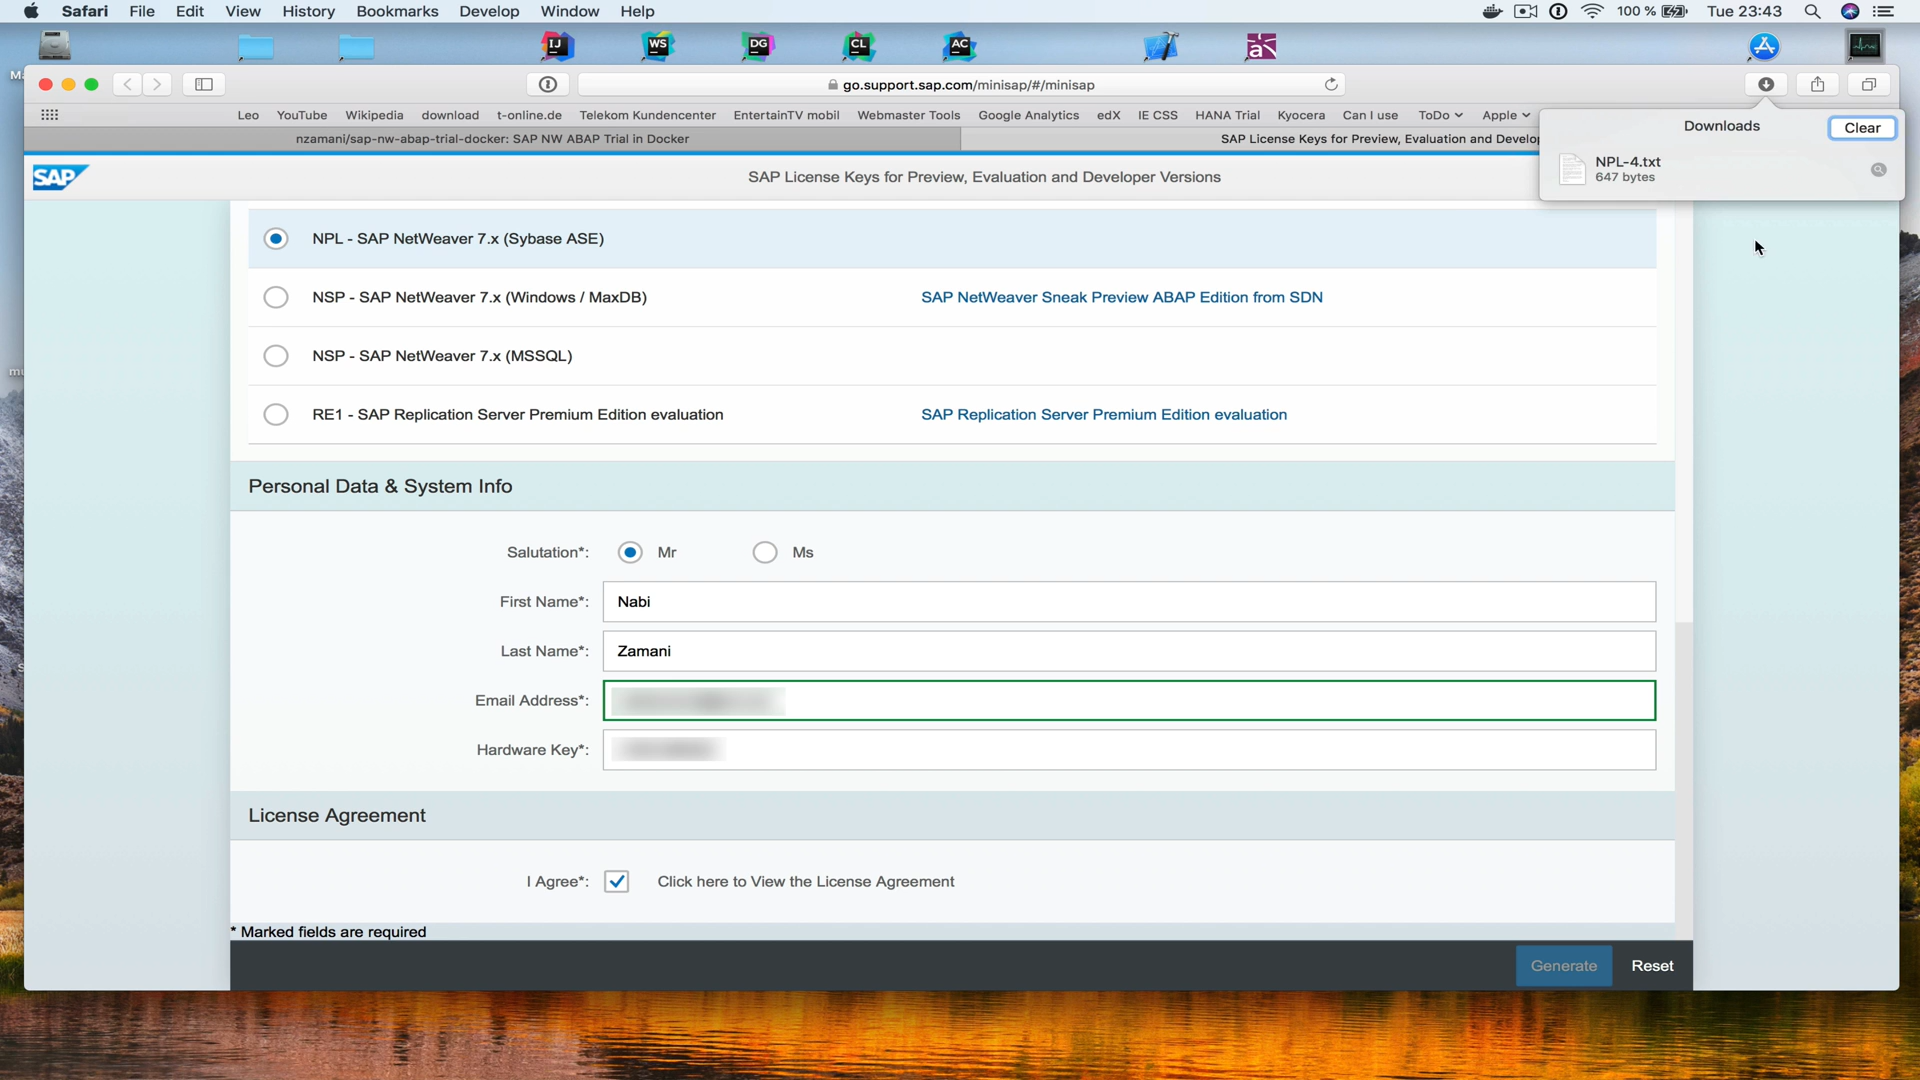 Safari File Edit View History Bookmarks Develop Window Help 100 % Tue 23:43
IJ WS DG CL AC
go.support.sap.com/minisap/#/minisap
Leo YouTube Wikipedia download t-online.de Telekom Kundencenter EntertainTV mobil Webmaster Tools Google Analytics edX IE CSS HANA Trial Kyocera Can I use ToDo Apple
nzamani/sap-nw-abap-trial-docker: SAP NW ABAP Trial in Docker
SAP License Keys for Preview, Evaluation and Develop
Downloads
Clear
NPL-4.txt
647 bytes
SAP
SAP License Keys for Preview, Evaluation and Developer Versions
NPL - SAP NetWeaver 7.x (Sybase ASE)
NSP - SAP NetWeaver 7.x (Windows / MaxDB) SAP NetWeaver Sneak Preview ABAP Edition from SDN
NSP - SAP NetWeaver 7.x (MSSQL)
RE1 - SAP Replication Server Premium Edition evaluation SAP Replication Server Premium Edition evaluation
Personal Data & System Info
Salutation*: Mr Ms
First Name*: Nabi
Last Name*: Zamani
Email Address*:
Hardware Key*:
License Agreement
I Agree*: Click here to View the License Agreement
* Marked fields are required
Generate Reset